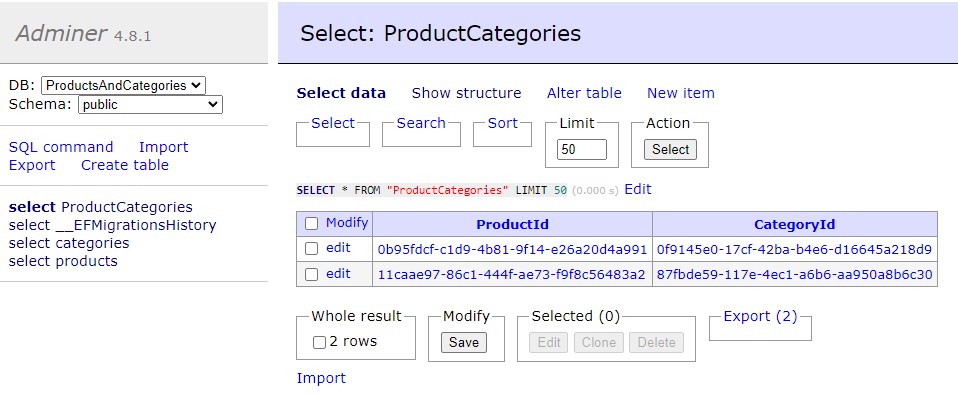 Adminer 4.8.1
DB: ProductsAndCategories
Schema: public
SQL command Import
Export Create table
select ProductCategories
select __EFMigrationsHistory
select categories
select products
Select: ProductCategories
Select data Show structure Alter table New item
Select Search Sort Limit Action
50 Select
SELECT * FROM "ProductCategories" LIMIT 50 (0.000 s) Edit
Modify ProductId CategoryId
edit 0b95fdcf-c1d9-4b81-9f14-e26a20d4a991 0f9145e0-17cf-42ba-b4e6-d16645a218d9
edit 11caae97-86c1-444f-ae73-f9f8c56483a2 87fbde59-117e-4ec1-a6b6-aa950a8b6c30
Whole result Modify Selected (0) Export (2)
2 rows Save Edit Clone Delete
Import